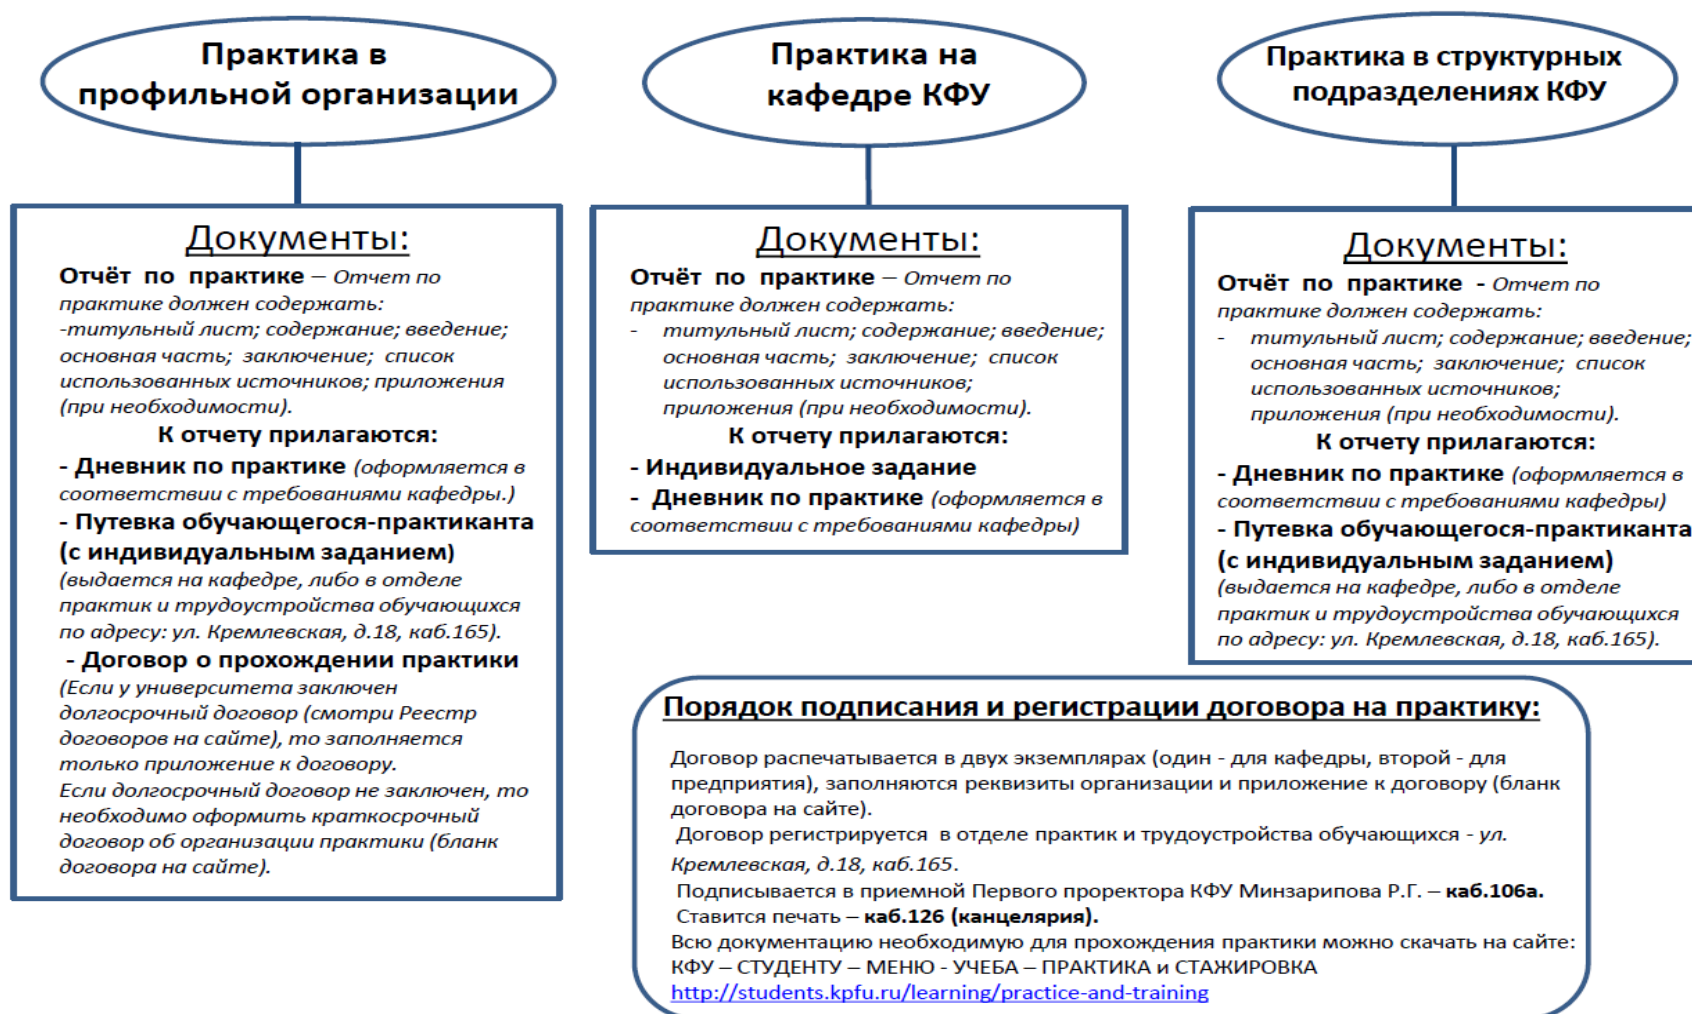 Практика в
профильной организации
Документы:
Отчёт по практике – Отчет по
практике должен содержать:
-титульный лист; содержание; введение;
основная часть; заключение; список
использованных источников; приложения
(при необходимости).
К отчету прилагаются:
- Дневник по практике (оформляется в
соответствии с требованиями кафедры.)
- Путевка обучающегося-практиканта
(с индивидуальным заданием)
(выдается на кафедре, либо в отделе
практик и трудоустройства обучающихся
по адресу: ул. Кремлевская, д.18, каб.165).
- Договор о прохождении практики
(Если у университета заключен
долгосрочный договор (смотри Реестр
договоров на сайте), то заполняется
только приложение к договору.
Если долгосрочный договор не заключен, то
необходимо оформить краткосрочный
договор об организации практики (бланк
договора на сайте).
Практика на
кафедре КФУ
Документы:
Отчёт по практике – Отчет по
практике должен содержать:
- титульный лист; содержание; введение;
основная часть; заключение; список
использованных источников;
приложения (при необходимости).
К отчету прилагаются:
- Индивидуальное задание
- Дневник по практике (оформляется в
соответствии с требованиями кафедры)
Практика в структурных
подразделениях КФУ
Документы:
Отчёт по практике - Отчет по
практике должен содержать:
- титульный лист; содержание; введение;
основная часть; заключение; список
использованных источников;
приложения (при необходимости).
К отчету прилагаются:
- Дневник по практике (оформляется в
соответствии с требованиями кафедры)
- Путевка обучающегося-практиканта
(с индивидуальным заданием)
(выдается на кафедре, либо в отделе
практик и трудоустройства обучающихся
по адресу: ул. Кремлевская, д.18, каб.165).
Порядок подписания и регистрации договора на практику:
Договор распечатывается в двух экземплярах (один - для кафедры, второй - для
предприятия), заполняются реквизиты организации и приложение к договору (бланк
договора на сайте).
Договор регистрируется в отделе практик и трудоустройства обучающихся - ул.
Кремлевская, д.18, каб.165.
Подписывается в приемной Первого проректора КФУ Минзарипова Р.Г. – каб.106а.
Ставится печать – каб.126 (канцелярия).
Всю документацию необходимую для прохождения практики можно скачать на сайте:
КФУ – СТУДЕНТУ – МЕНЮ - УЧЕБА – ПРАКТИКА и СТАЖИРОВКА
http://students.kpfu.ru/learning/practice-and-training